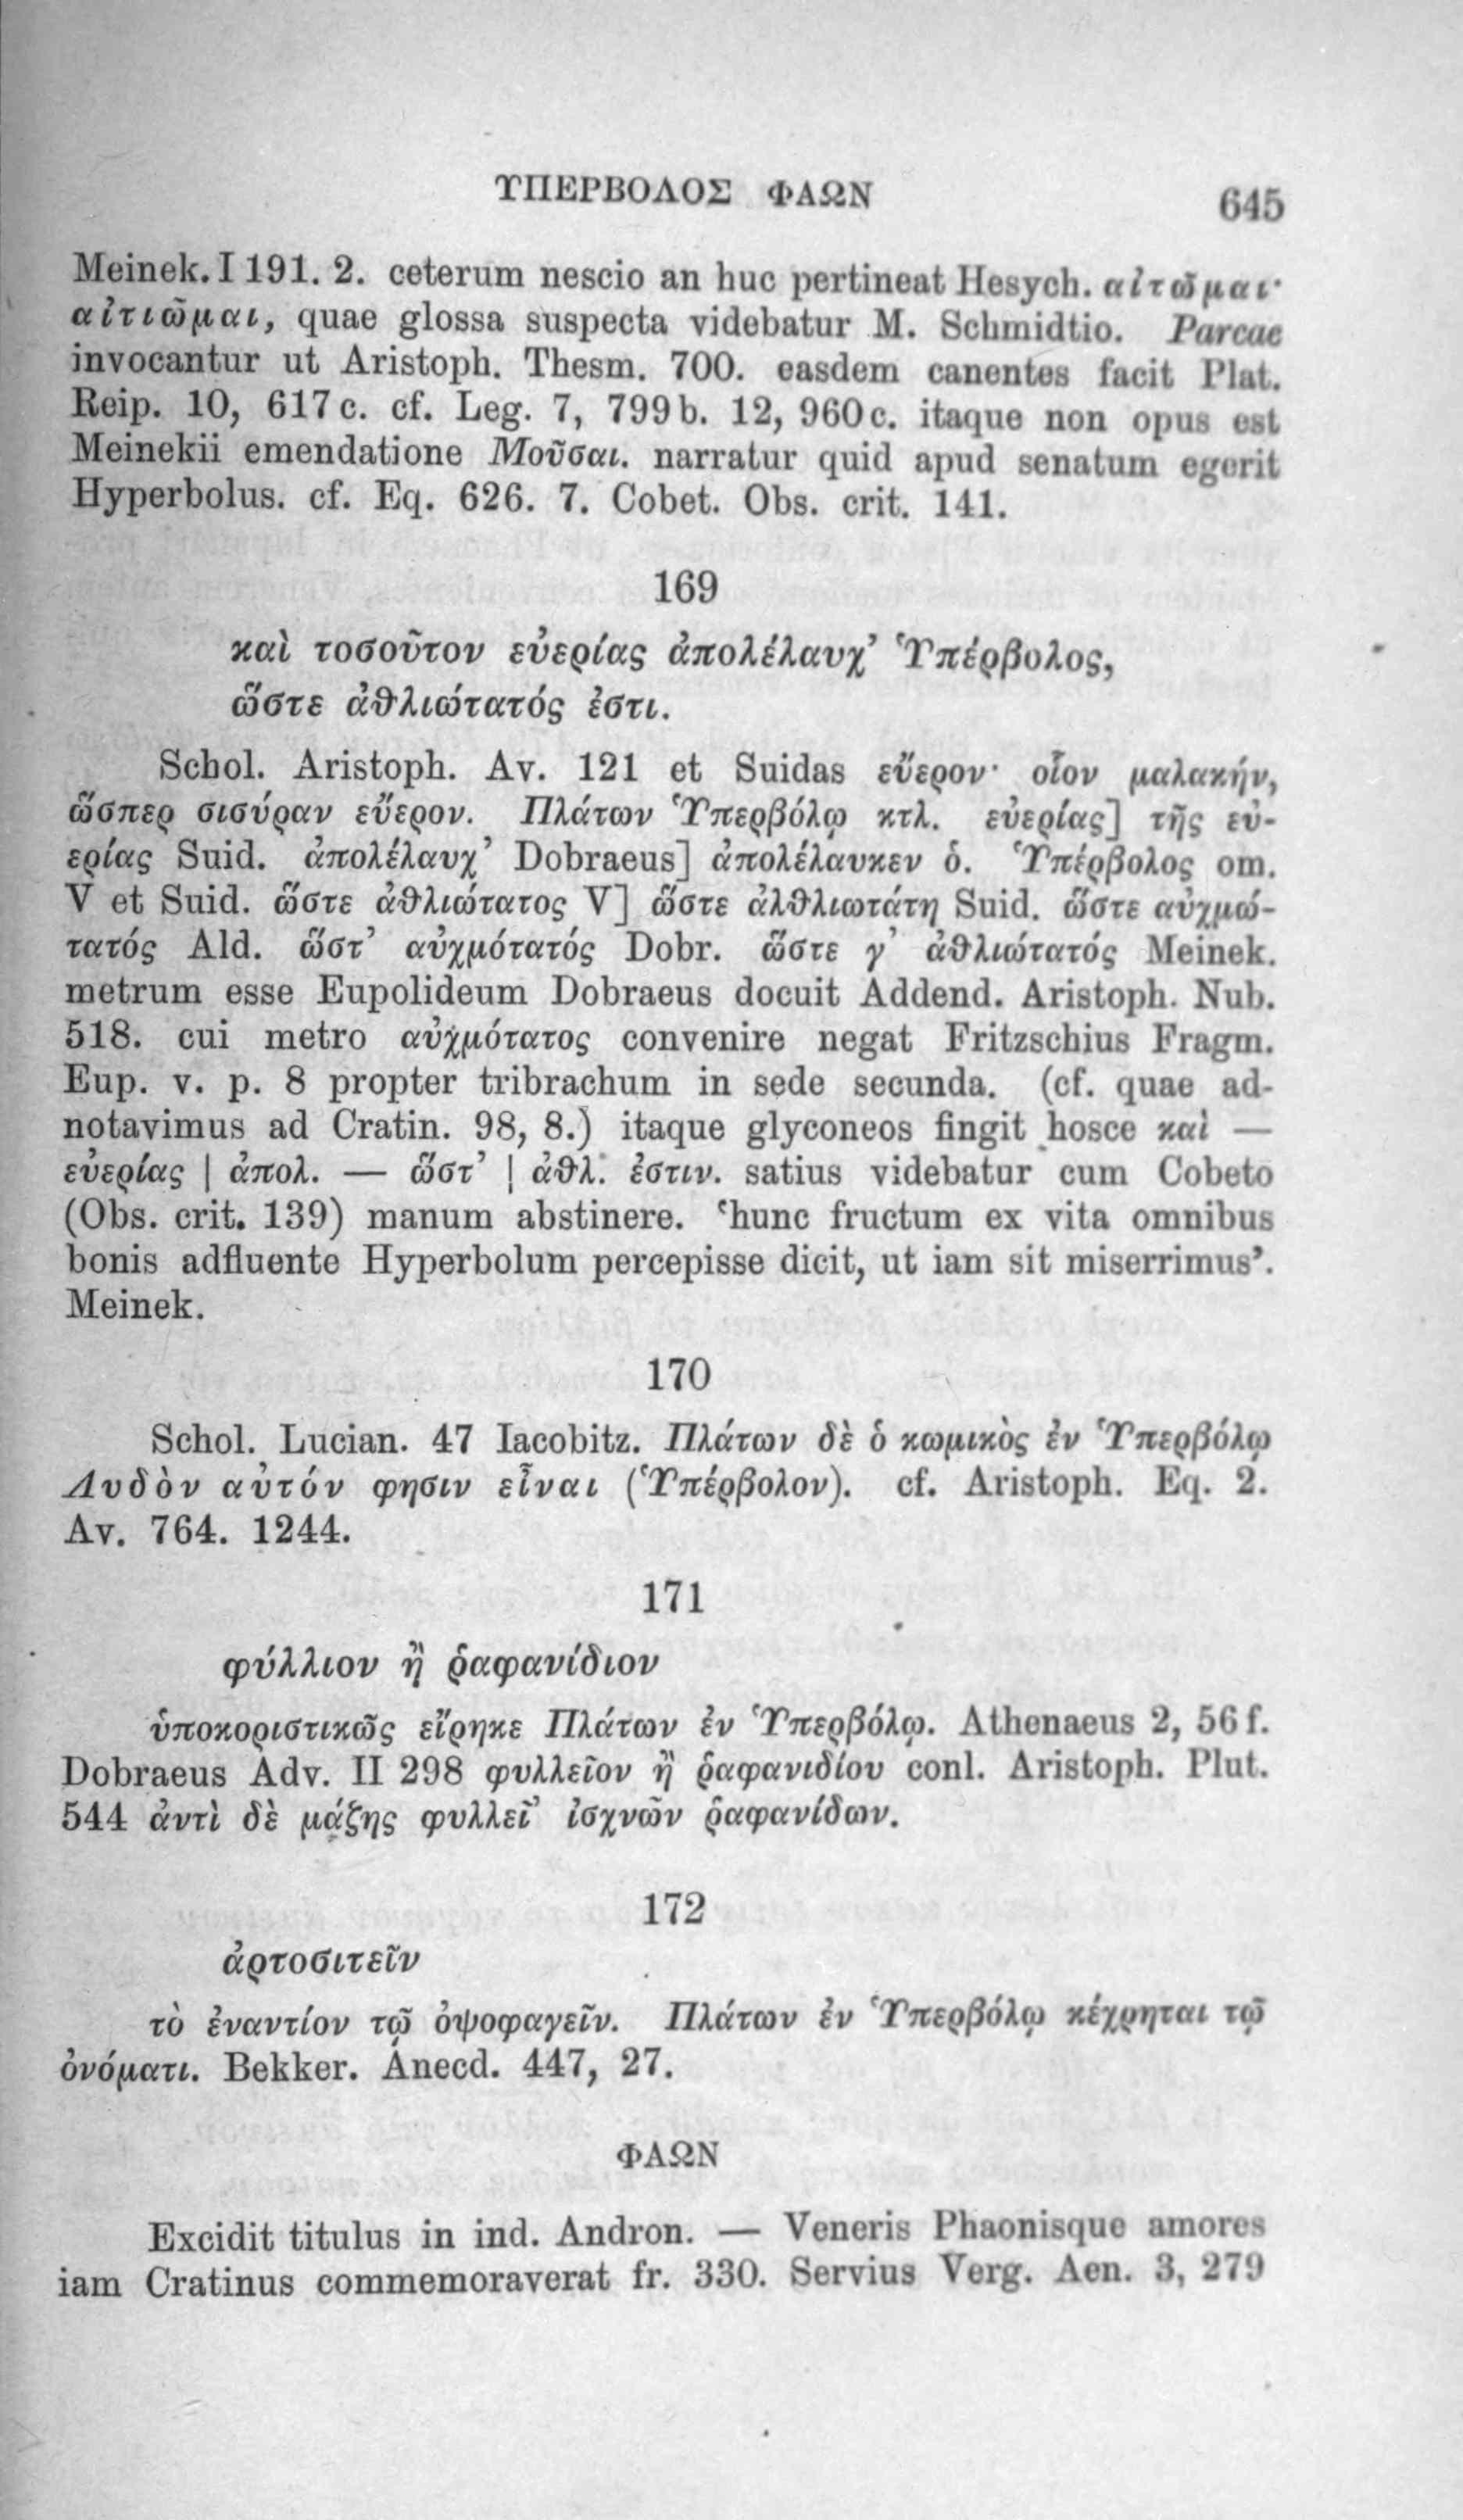 ΥΠΕΡΒΟΛΟΣ ΦΑΩΝ 645
Meinek. I 191. 2. ceterum nescio an huc pertineat Hesych. αἰτῶμαι·
αἰτιῶμαι, quae glossa suspecta videbatur M. Schmidtio. Parcae
invocantur ut Aristoph. Thesm. 700. easdem canentes facit Plat.
Reip. 10, 617c. cf. Leg. 7, 799b. 12, 960c. itaque non opus est
Meinekii emendatione Μοῦσαι. narratur quid apud senatum egerit
Hyperbolus. cf. Eq. 626. 7. Cobet. Obs. crit. 141.
169
καὶ τοσοῦτον εὐερίας ἀπολέλαυχ’ Ὑπέρβολος,
ὥστε ἀθλιώτατός ἐστι.
Schol. Aristoph. Av. 121 et Suidas εὔερον· οἷον μαλακήν,
ὥσπερ σισύραν εὔερον. Πλάτων Ὑπερβόλῳ κτλ. εὐερίας] τῆς εὐ-
ερίας Suid. ἀπολέλαυχ’ Dobraeus] ἀπολέλαυκεν ὁ. Ὑπέρβολος om.
V et Suid. ὥστε ἀθλιώτατος V] ὥστε ἀλθλιωτάτη Suid. ὥστε αὐχμώ-
τατός Ald. ὥστ’ αὐχμότατός Dobr. ὥστε γ’ ἀθλιώτατός Meinek.
metrum esse Eupolideum Dobraeus docuit Addend. Aristoph. Nub.
518. cui metro αὐχμότατος convenire negat Fritzschius Fragm.
Eup. v. p. 8 propter tribrachum in sede secunda. (cf. quae ad-
notavimus ad Cratin. 98, 8.) itaque glyconeos fingit hosce καὶ —
εὐερίας | ἀπολ. — ὥστ’ | ἀθλ. ἐστιν. satius videbatur cum Cobeto
(Obs. crit. 139) manum abstinere. ‘hunc fructum ex vita omnibus
bonis adfluente Hyperbolum percepisse dicit, ut iam sit miserrimus’.
Meinek.
170
Schol. Lucian. 47 Iacobitz. Πλάτων δὲ ὁ κωμικὸς ἐν Ὑπερβόλῳ
Λυδὸν αὐτόν φησιν εἶναι (Ὑπέρβολον). cf. Aristoph. Eq. 2.
Av. 764. 1244.
171
φύλλιον ἢ ῥαφανίδιον
ὑποκοριστικῶς εἴρηκε Πλάτων ἐν Ὑπερβόλῳ. Athenaeus 2, 56f.
Dobraeus Adv. II 298 φυλλεῖον ἢ ῥαφανιδίου conl. Aristoph. Plut.
544 ἀντὶ δὲ μάζης φυλλεῖ’ ἰσχνῶν ῥαφανίδων.
172
ἀρτοσιτεῖν
τὸ ἐναντίον τῷ ὀψοφαγεῖν. Πλάτων ἐν Ὑπερβόλῳ κέχρηται τῷ
ὀνόματι. Bekker. Anecd. 447, 27.
ΦΑΩΝ
Excidit titulus in ind. Andron. — Veneris Phaonisque amores
iam Cratinus commemoraverat fr. 330. Servius Verg. Aen. 3, 279